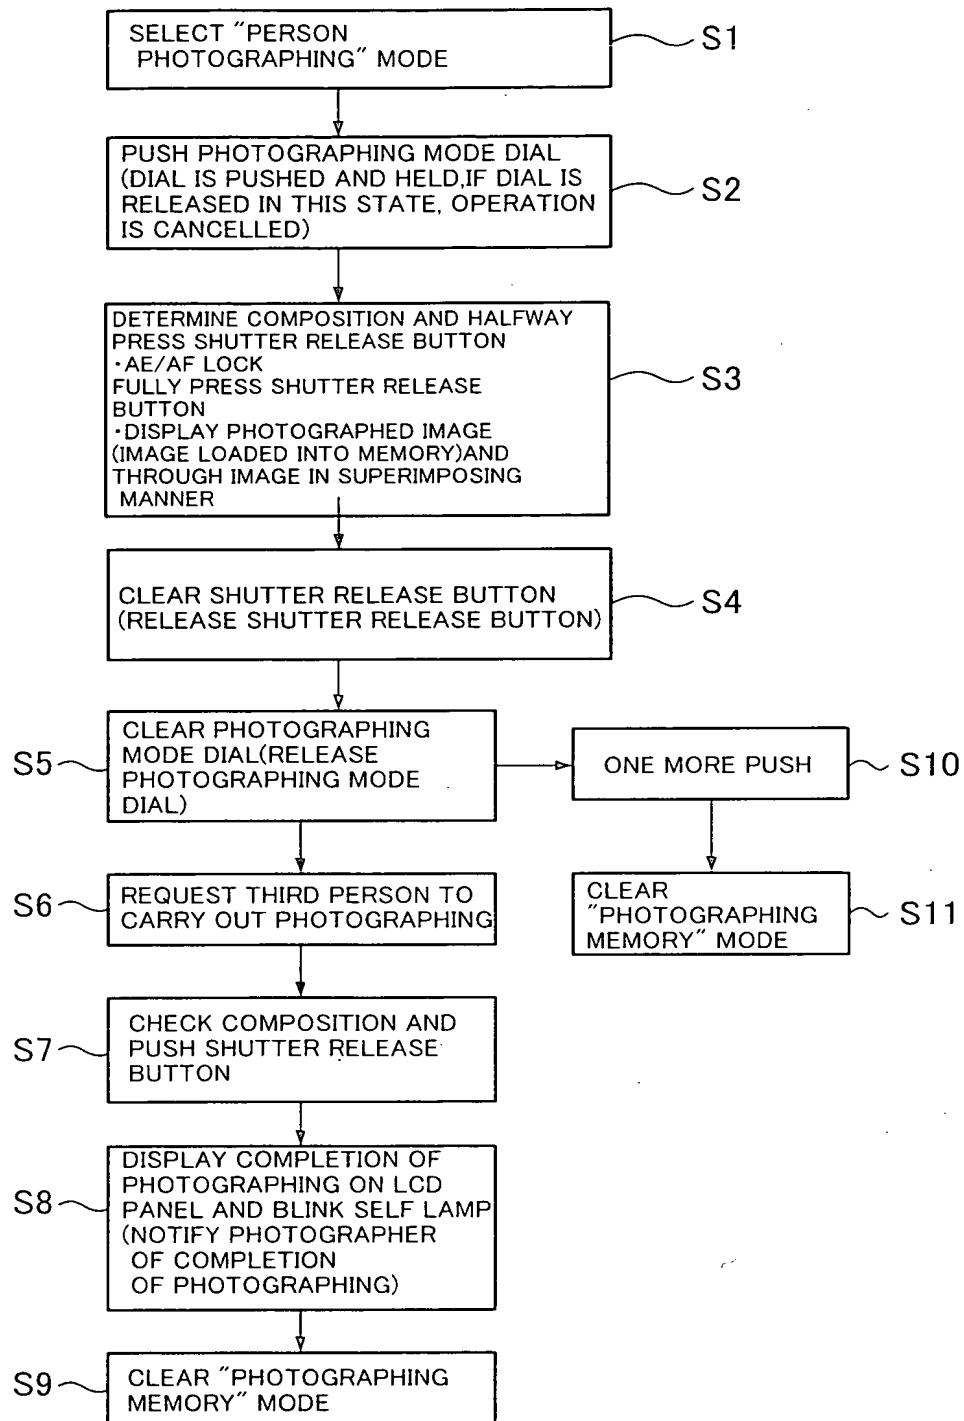 SELECT "PERSON
PHOTOGRAPHING" MODE
S1
PUSH PHOTOGRAPHING MODE DIAL
(DIAL IS PUSHED AND HELD,IF DIAL IS
RELEASED IN THIS STATE, OPERATION
IS CANCELLED)
S2
DETERMINE COMPOSITION AND HALFWAY
PRESS SHUTTER RELEASE BUTTON
・AE/AF LOCK
FULLY PRESS SHUTTER RELEASE
BUTTON
・DISPLAY PHOTOGRAPHED IMAGE
(IMAGE LOADED INTO MEMORY)AND
THROUGH IMAGE IN SUPERIMPOSING
MANNER
S3
CLEAR SHUTTER RELEASE BUTTON
(RELEASE SHUTTER RELEASE BUTTON)
S4
S5
CLEAR PHOTOGRAPHING
MODE DIAL(RELEASE
PHOTOGRAPHING MODE
DIAL)
ONE MORE PUSH
S10
S6
REQUEST THIRD PERSON TO
CARRY OUT PHOTOGRAPHING
CLEAR
"PHOTOGRAPHING
MEMORY" MODE
S11
S7
CHECK COMPOSITION AND
PUSH SHUTTER RELEASE
BUTTON
S8
DISPLAY COMPLETION OF
PHOTOGRAPHING ON LCD
PANEL AND BLINK SELF LAMP
(NOTIFY PHOTOGRAPHER
OF COMPLETION
OF PHOTOGRAPHING)
S9
CLEAR "PHOTOGRAPHING
MEMORY" MODE